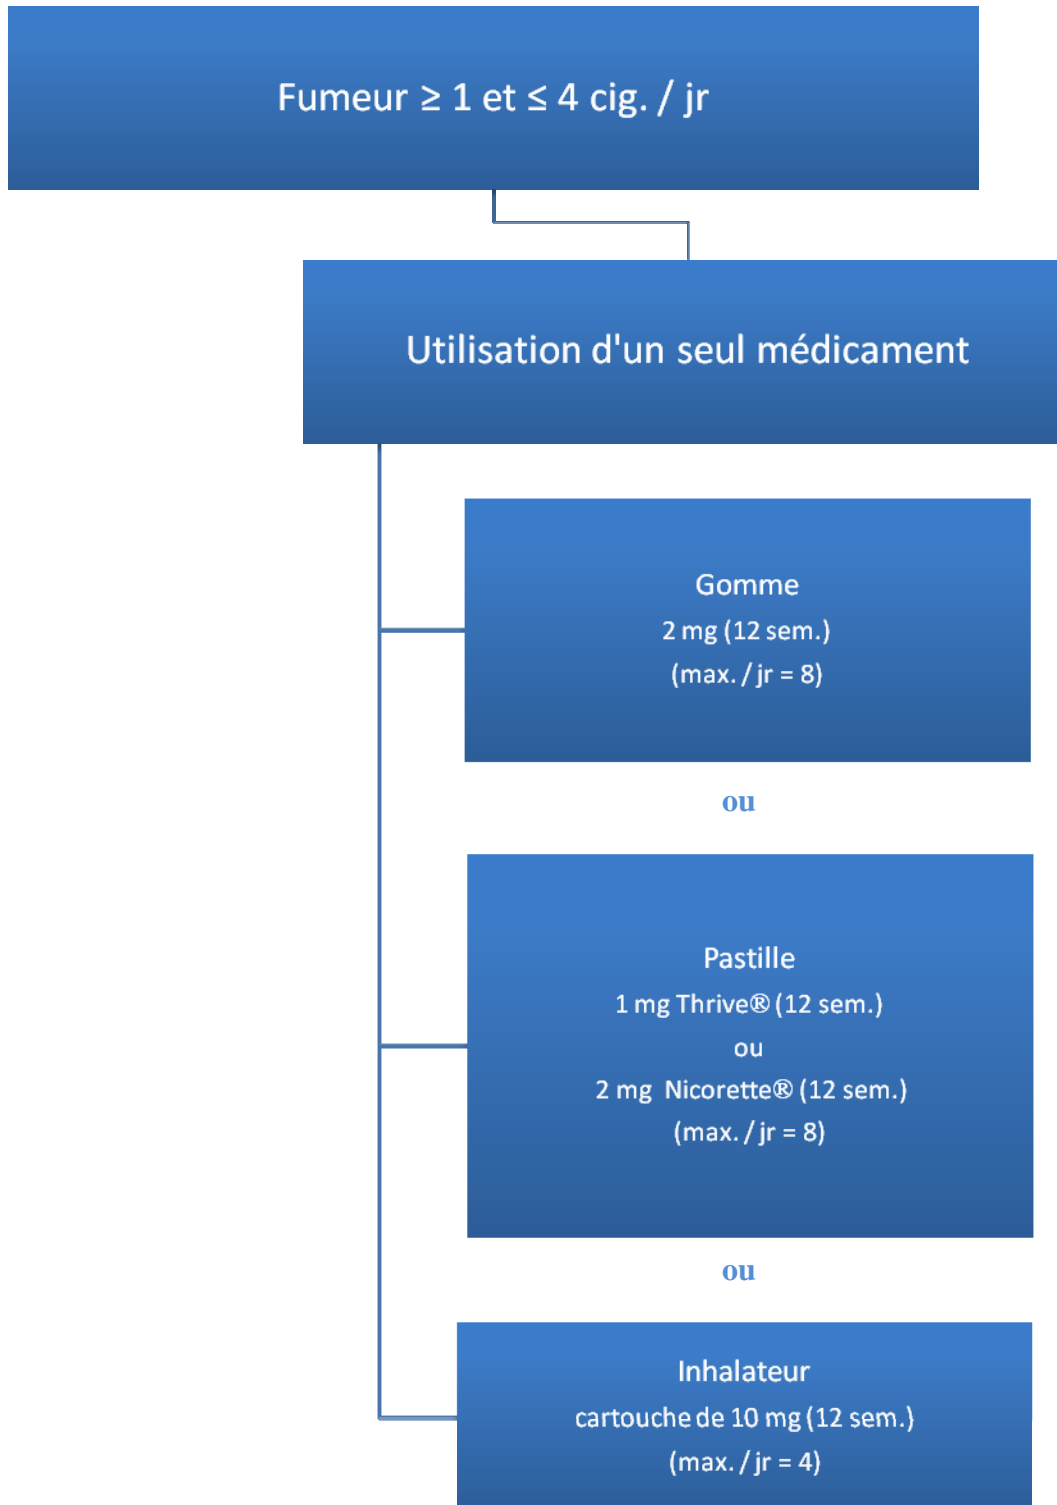 Fumeur ≥ 1 et ≤ 4 cig. / jr
Utilisation d'un seul médicament
Gomme
2 mg (12 sem.)
(max. / jr = 8)
ou
Pastille
1 mg Thrive® (12 sem.)
ou
2 mg Nicorette® (12 sem.)
(max. / jr = 8)
ou
Inhalateur
cartouche de 10 mg (12 sem.)
(max. / jr = 4)